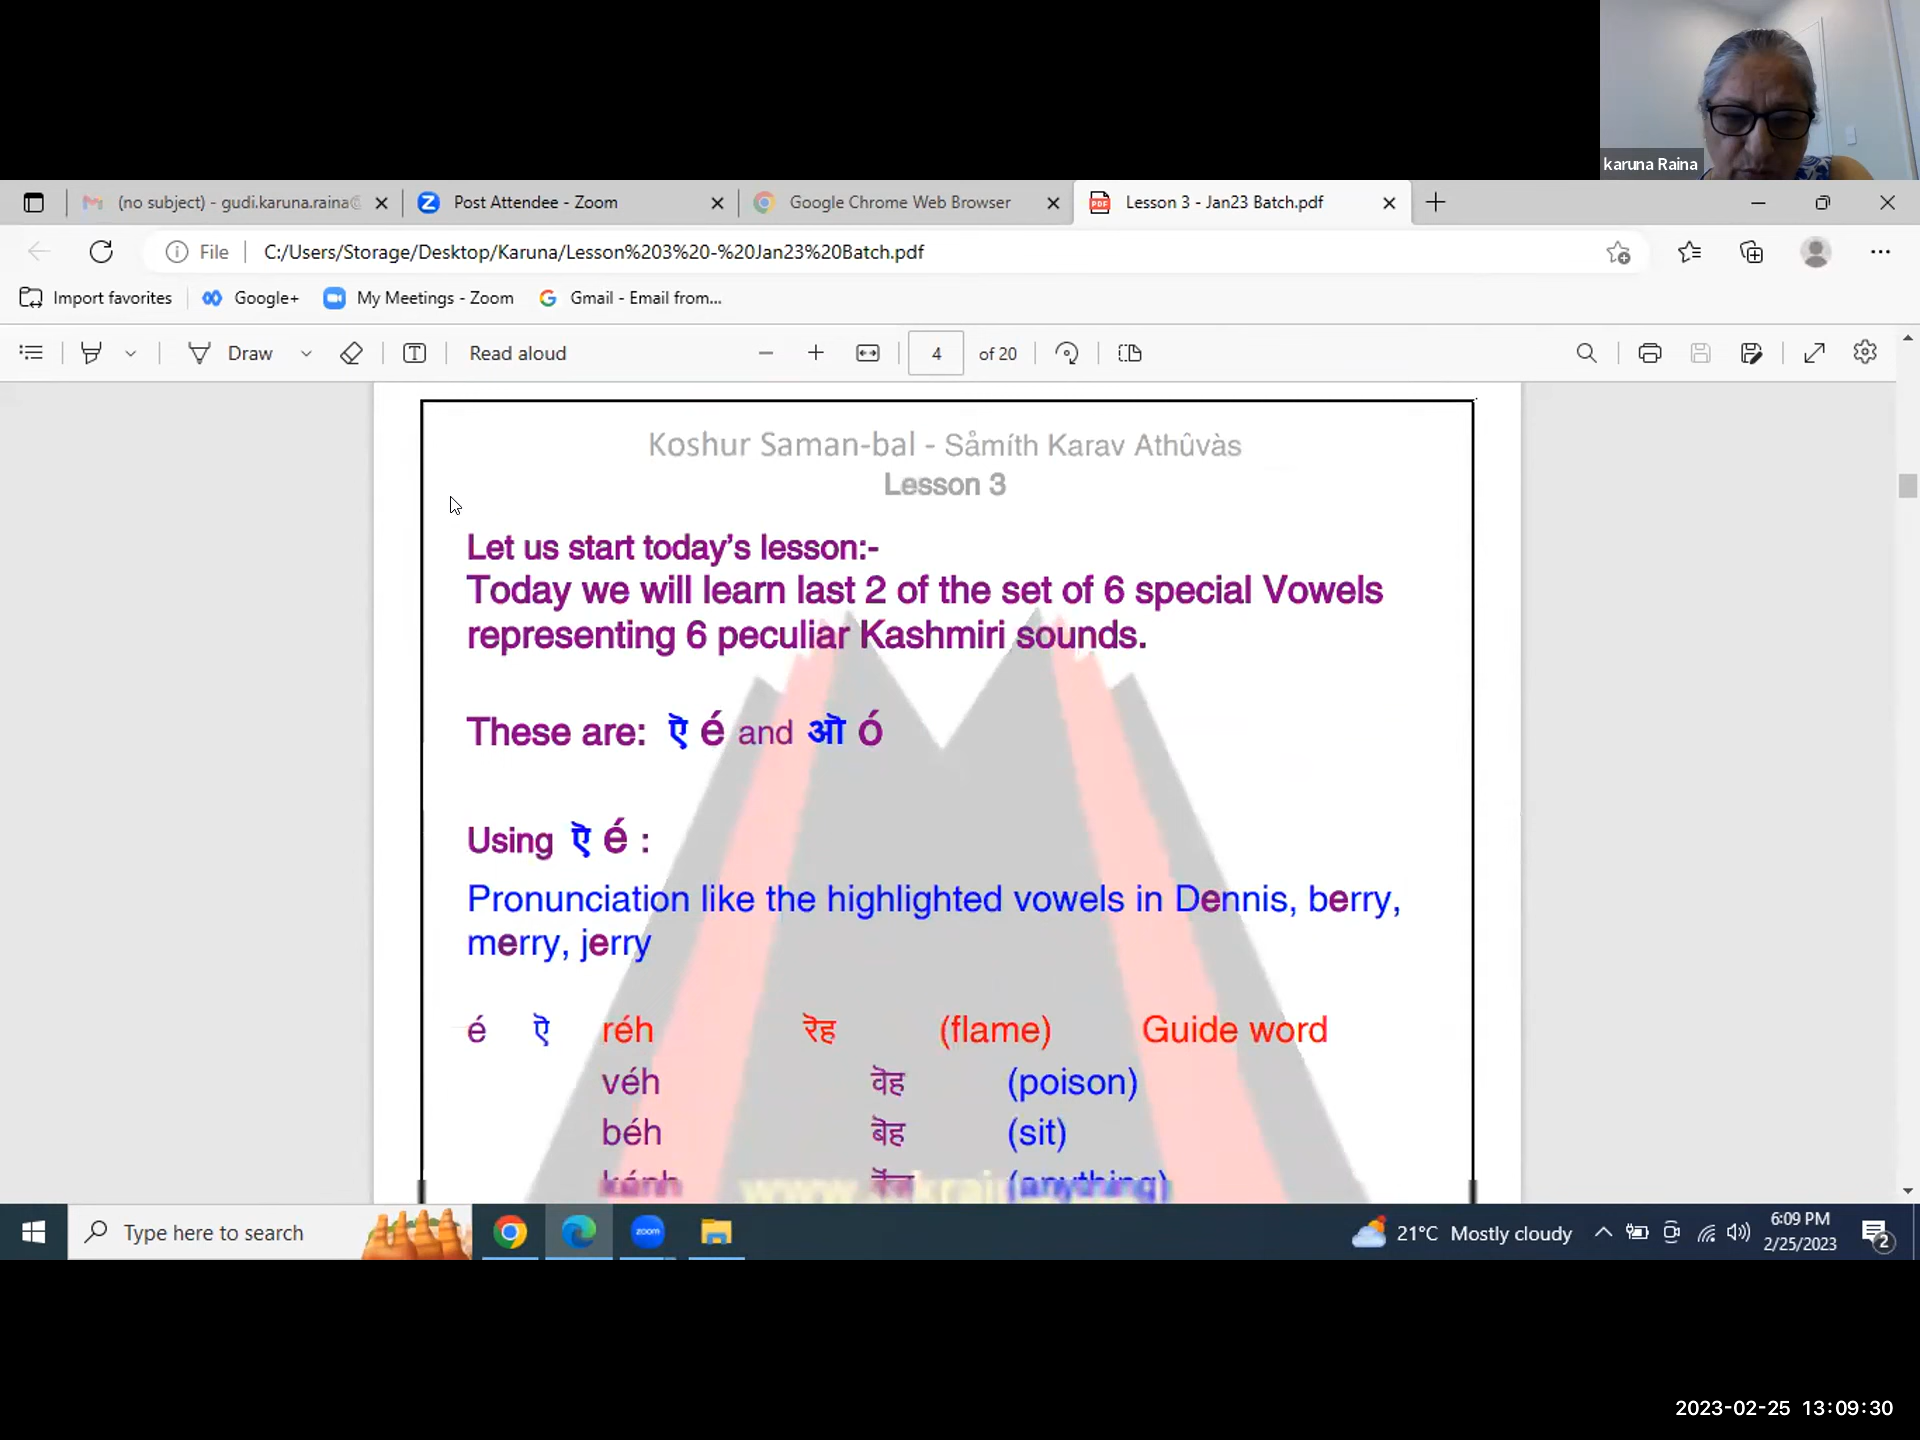 karuna Raina
(no subject) - gudi.karuna.raina@
Post Attendee - Zoom
Google Chrome Web Browser
Lesson 3 - Jan23 Batch.pdf
File
C:/Users/Storage/Desktop/Karuna/Lesson%203%20-%20Jan23%20Batch.pdf
Import favorites
Google+
My Meetings - Zoom
Gmail - Email from...
Draw
Read aloud
4
of 20
Koshur Saman-bal - Såmíth Karav Athûvàs
Lesson 3
Let us start today’s lesson:-
Today we will learn last 2 of the set of 6 special Vowels
representing 6 peculiar Kashmiri sounds.
These are: ऎ é and ऒ ó
Using ऎ é :
Pronunciation like the highlighted vowels in Dennis, berry,
merry, jerry
é ऎ réh रॆह (flame) Guide word
véh वॆह (poison)
béh बॆह (sit)
kénh (anything)
Type here to search
zoom
21°C Mostly cloudy
6:09 PM
2/25/2023
2
2023-02-25 13:09:30